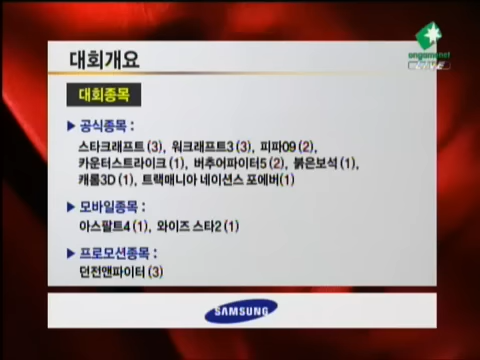 대회개요
ongamenet
LIVE
대회종목
▶ 공식종목 :
스타크래프트 (3), 워크래프트3 (3), 피파09 (2),
카운터스트라이크 (1), 버추어파이터5 (2), 붉은보석 (1),
캐롬3D (1), 트랙매니아 네이션스 포에버(1)
▶ 모바일종목 :
아스팔트4 (1), 와이즈 스타2 (1)
▶ 프로모션종목 :
던전앤파이터 (3)
SAMSUNG